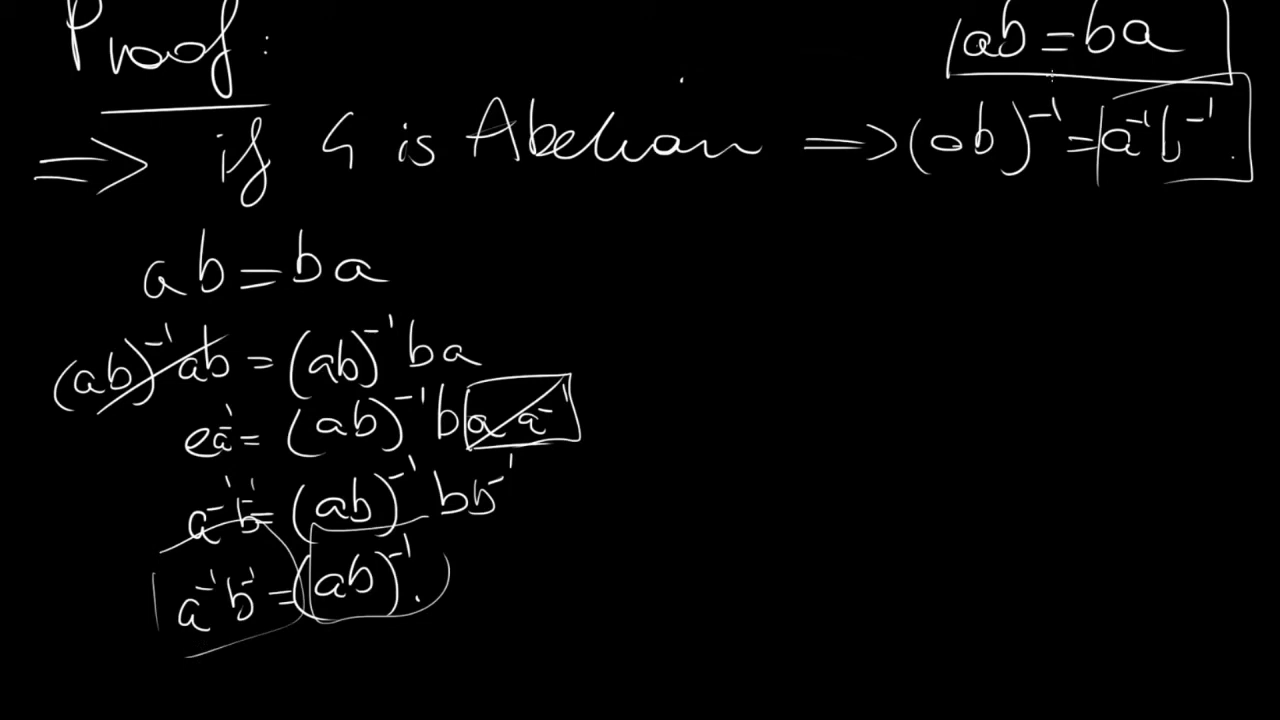 Proof:
ab = ba
=> if G is Abelian => (ab)⁻¹ = a⁻¹b⁻¹.
ab = ba
(ab)⁻¹ab = (ab)⁻¹ba
ea⁻¹ = (ab)⁻¹baa⁻¹
a⁻¹b⁻¹ = (ab)⁻¹bb⁻¹
a⁻¹b⁻¹ = (ab)⁻¹.